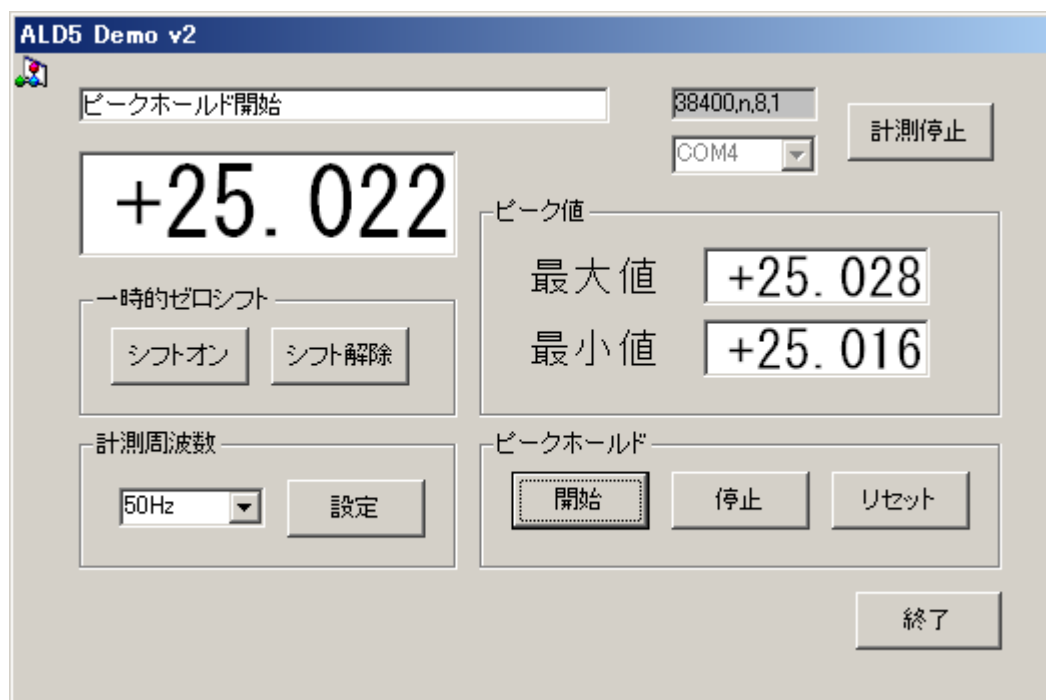 ALD5 Demo v2
ピークホールド開始
38400,n,8,1
COM4
計測停止
+25.022
ピーク値
最大値 +25.028
最小値 +25.016
一時的ゼロシフト
シフトオン シフト解除
計測周波数
50Hz 設定
ピークホールド
開始 停止 リセット
終了